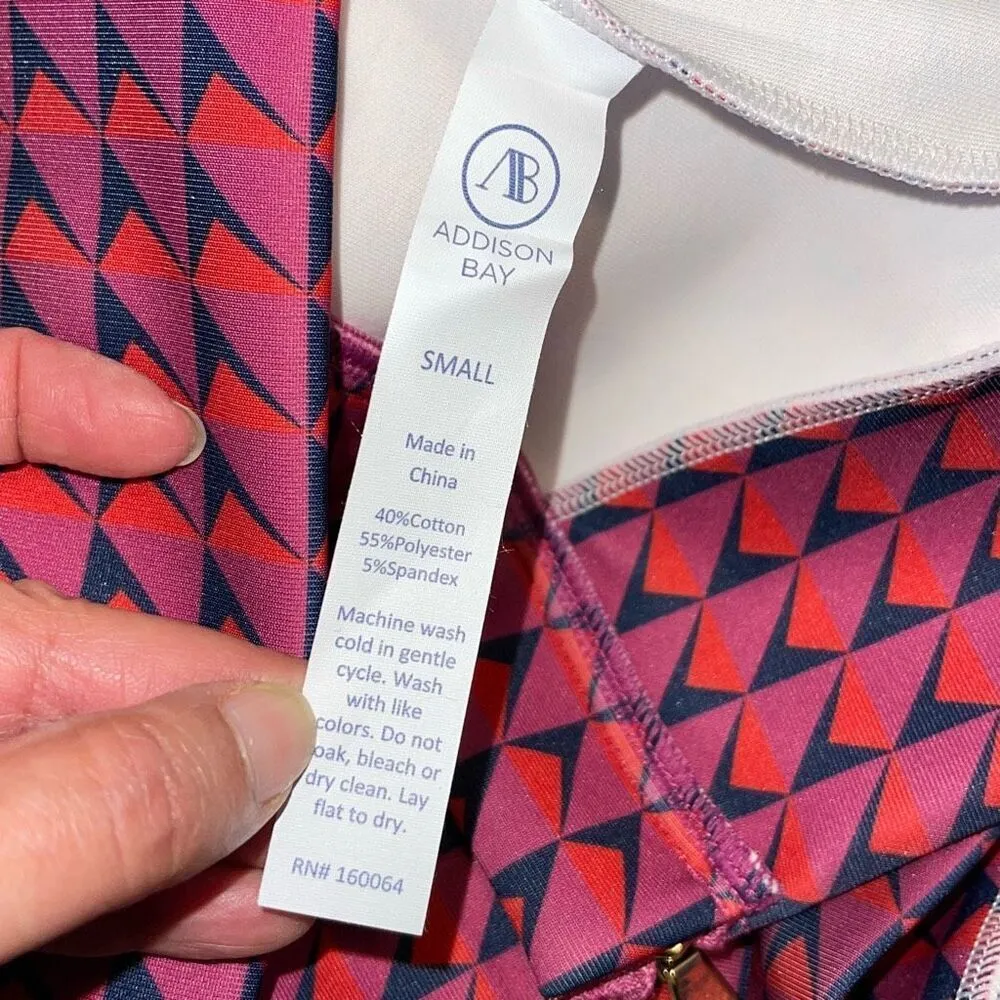 AB
ADDISON
BAY
SMALL
Made in
China
40%Cotton
55%Polyester
5%Spandex
Machine wash
cold in gentle
cycle. Wash
with like
colors. Do not
oak, bleach or
dry clean. Lay
flat to dry.
RN# 160064